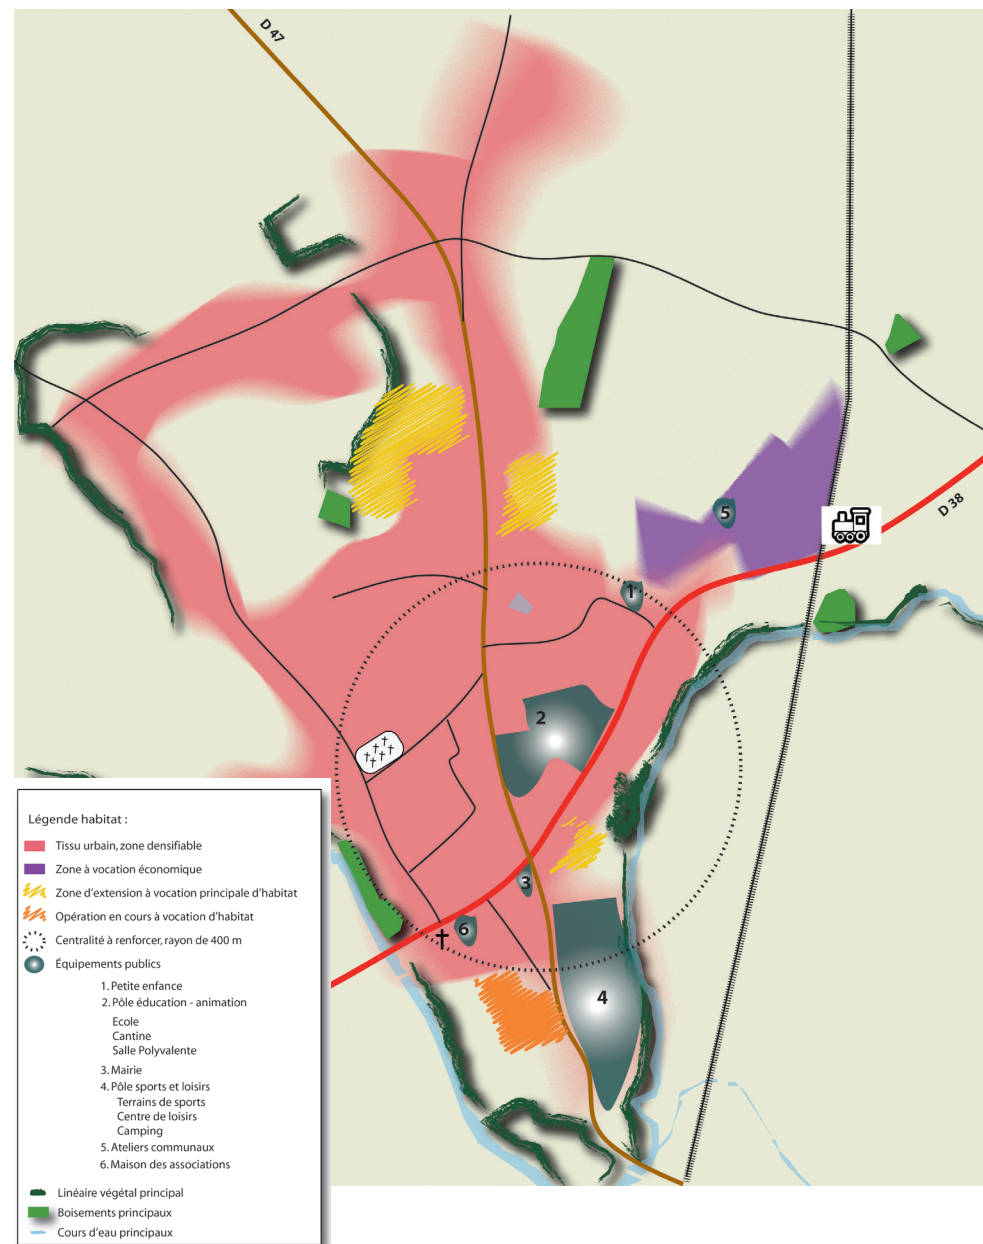 D 47
5
D 38
1
2
3
6
4
Légende habitat :
Tissu urbain, zone densifiable
Zone à vocation économique
Zone d'extension à vocation principale d'habitat
Opération en cours à vocation d'habitat
Centralité à renforcer, rayon de 400 m
Équipements publics
1. Petite enfance
2. Pôle éducation - animation
Ecole
Cantine
Salle Polyvalente
3. Mairie
4. Pôle sports et loisirs
Terrains de sports
Centre de loisirs
Camping
5. Ateliers communaux
6. Maison des associations
Linéaire végétal principal
Boisements principaux
Cours d'eau principaux